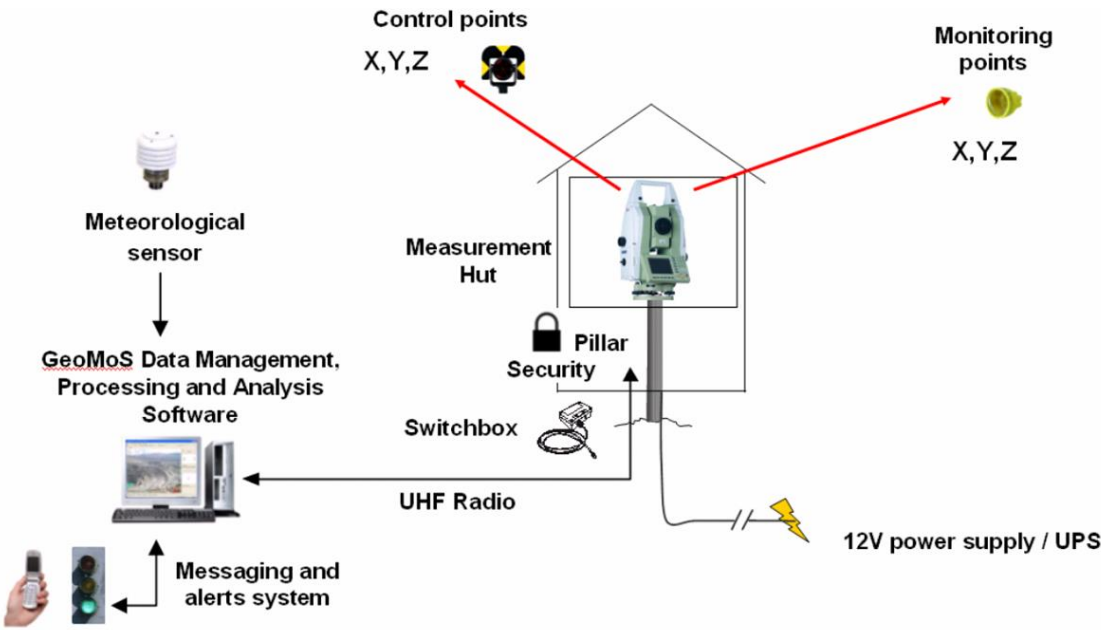 Control points
X,Y,Z
Monitoring
points
X,Y,Z
Meteorological
sensor
Measurement
Hut
Pillar
Security
GeoMoS Data Management,
Processing and Analysis
Software
Switchbox
UHF Radio
12V power supply / UPS
Messaging and
alerts system